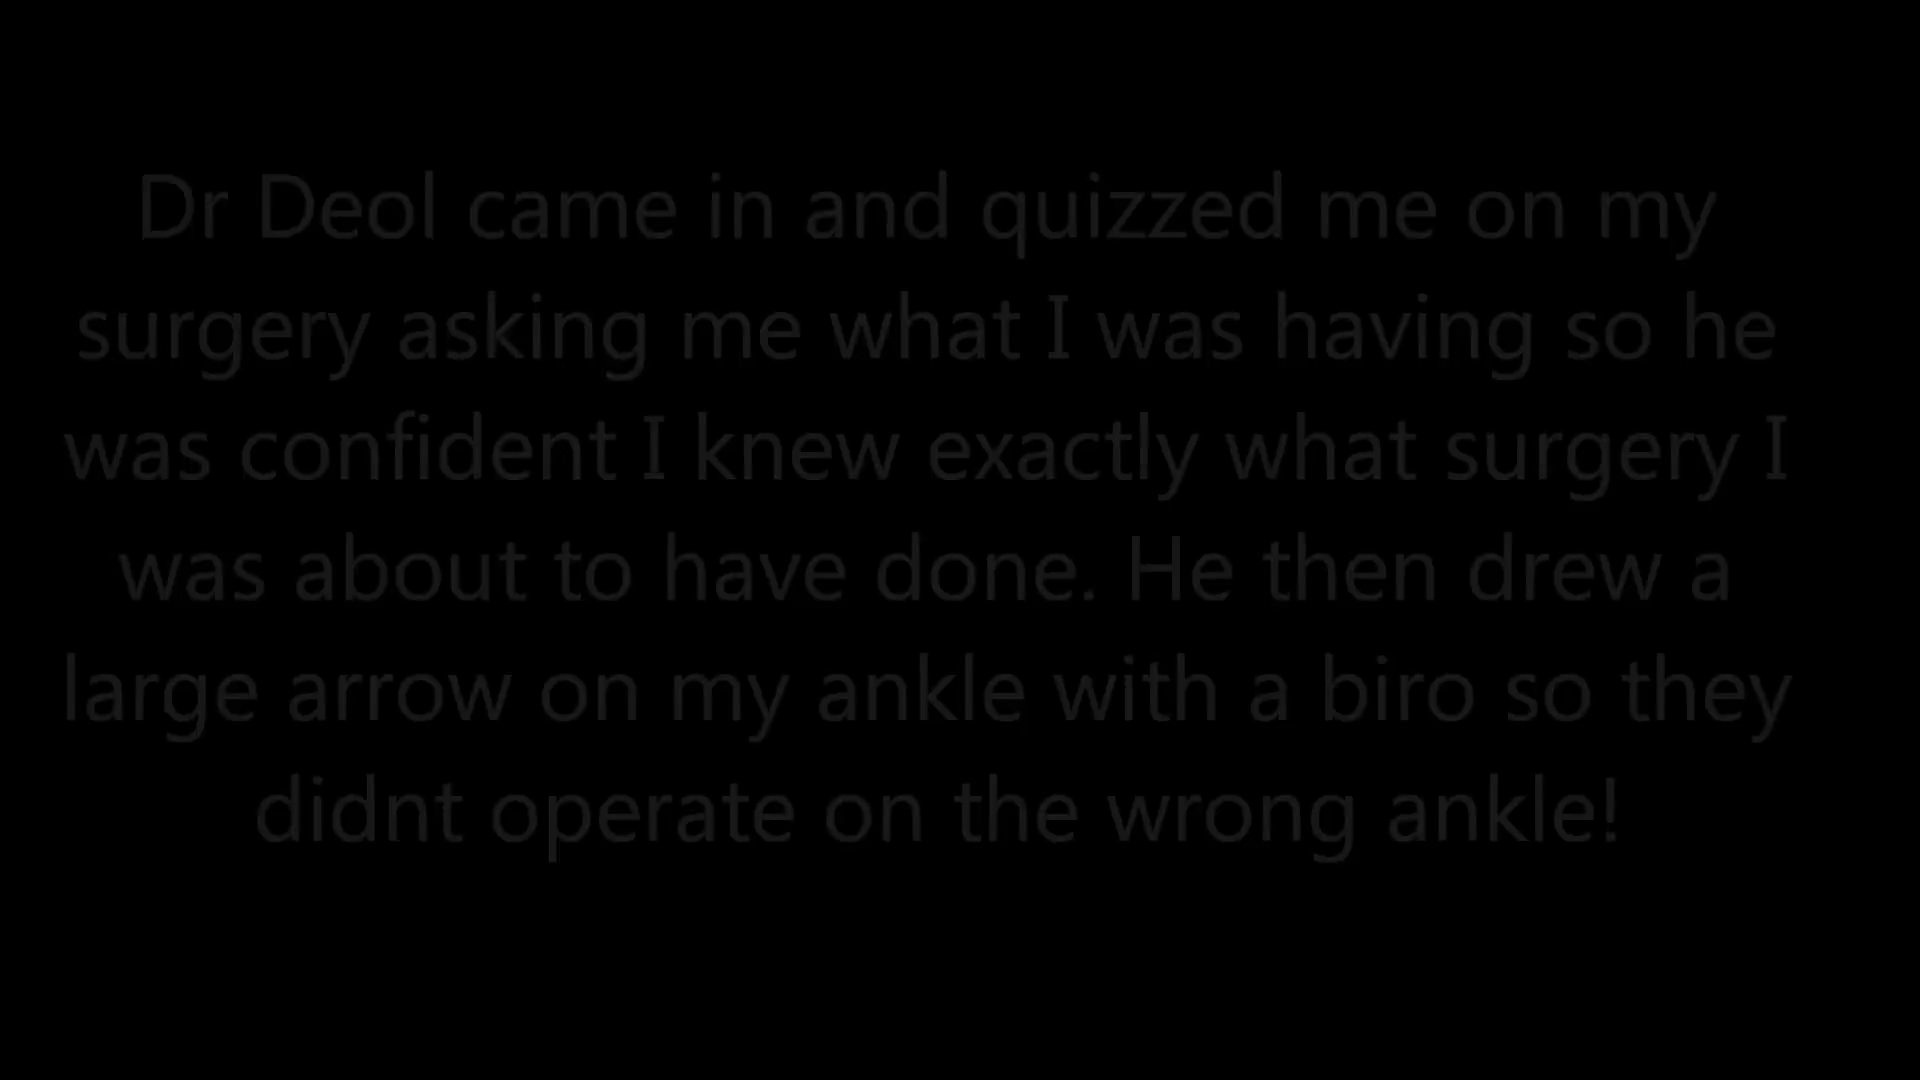 Dr Deol came in and quizzed me on my
surgery asking me what I was having so he
was confident I knew exactly what surgery I
was about to have done. He then drew a
large arrow on my ankle with a biro so they
didnt operate on the wrong ankle!